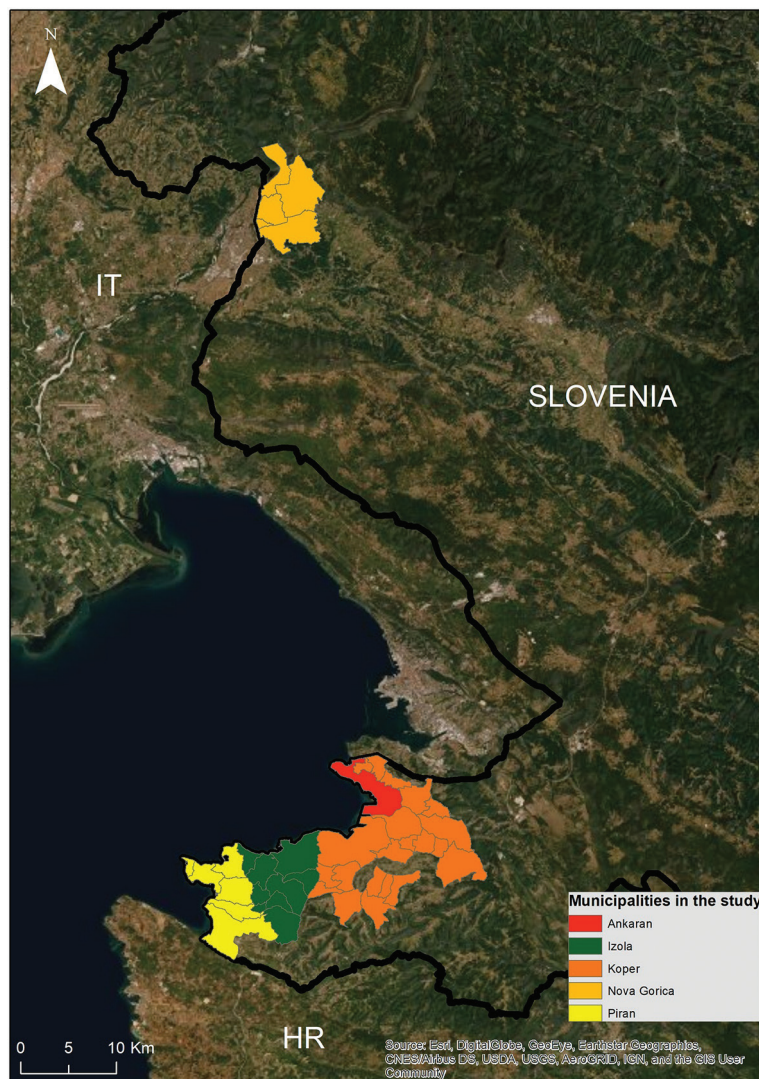 N
IT
SLOVENIA
Municipalities in the study
Ankaran
Izola
Koper
Nova Gorica
Piran
HR
0 5 10 Km
Source: Esri, DigitalGlobe, GeoEye, Earthstar Geographics,
CNES/Airbus DS, USDA, USGS, AeroGRID, IGN, and the GIS User
Community